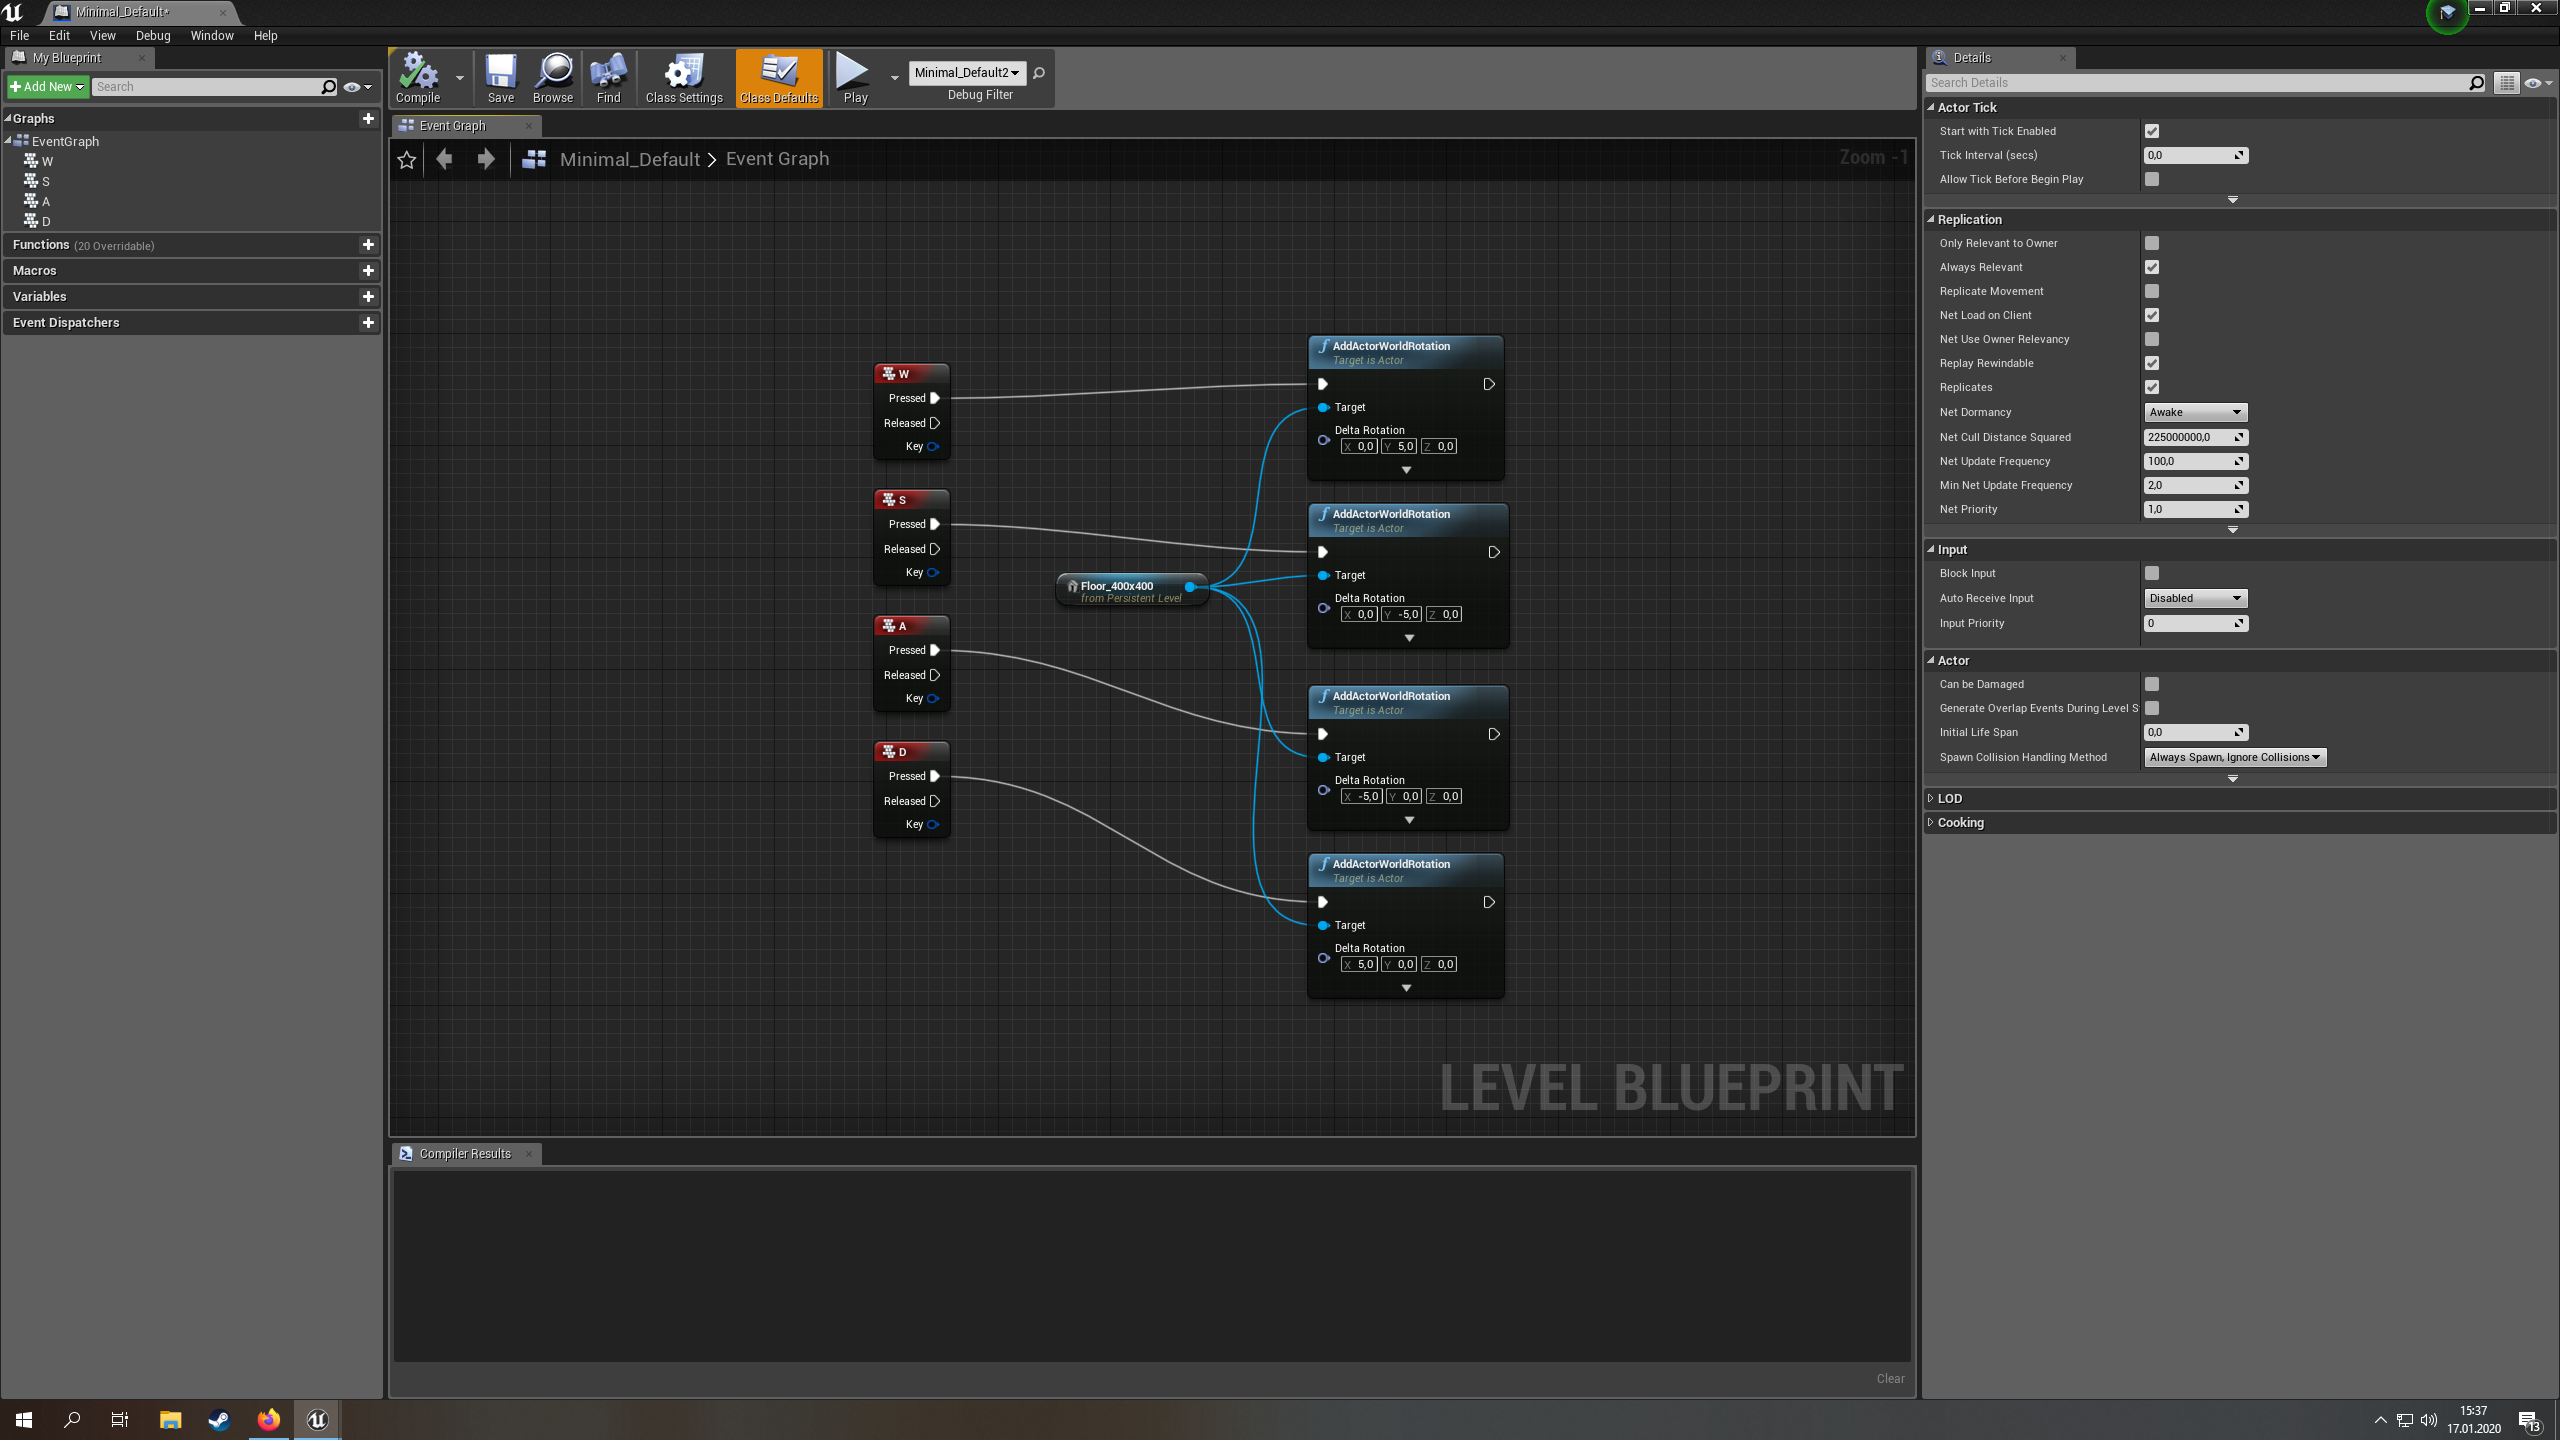 Minimal_Default*
File Edit View Debug Window Help
My Blueprint
Add New Search
Graphs
EventGraph
W
S
A
D
Functions (20 Overridable)
Macros
Variables
Event Dispatchers
Compile Save Browse Find Class Settings Class Defaults Play
Minimal_Default2
Debug Filter
Event Graph
Minimal_Default > Event Graph
Zoom -1
W
Pressed
Released
Key
S
Pressed
Released
Key
A
Pressed
Released
Key
D
Pressed
Released
Key
Floor_400x400
from Persistent Level
AddActorWorldRotation
Target is Actor
Target
Delta Rotation
X 0,0 Y 5,0 Z 0,0
AddActorWorldRotation
Target is Actor
Target
Delta Rotation
X 0,0 Y -5,0 Z 0,0
AddActorWorldRotation
Target is Actor
Target
Delta Rotation
X -5,0 Y 0,0 Z 0,0
AddActorWorldRotation
Target is Actor
Target
Delta Rotation
X 5,0 Y 0,0 Z 0,0
LEVEL BLUEPRINT
Compiler Results
Clear
Details
Search Details
Actor Tick
Start with Tick Enabled
Tick Interval (secs) 0,0
Allow Tick Before Begin Play
Replication
Only Relevant to Owner
Always Relevant
Replicate Movement
Net Load on Client
Net Use Owner Relevancy
Replay Rewindable
Replicates
Net Dormancy Awake
Net Cull Distance Squared 225000000,0
Net Update Frequency 100,0
Min Net Update Frequency 2,0
Net Priority 1,0
Input
Block Input
Auto Receive Input Disabled
Input Priority 0
Actor
Can be Damaged
Generate Overlap Events During Level S
Initial Life Span 0,0
Spawn Collision Handling Method Always Spawn, Ignore Collisions
LOD
Cooking
15:37
17.01.2020
13